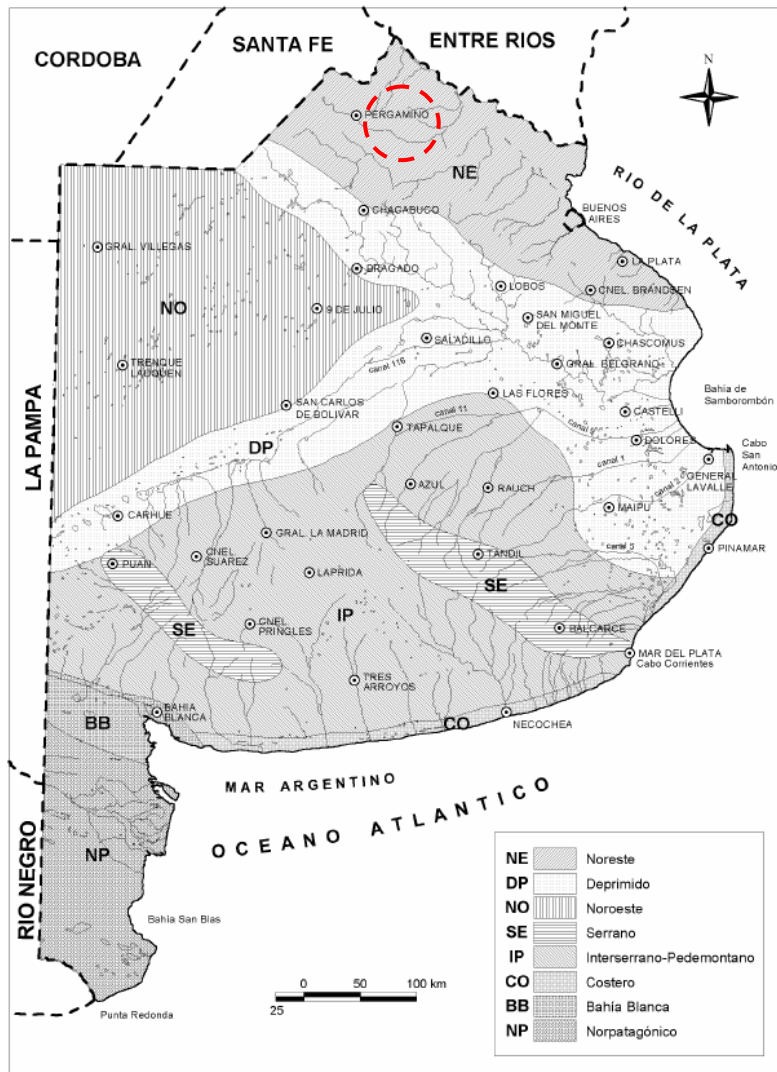 CORDOBA
SANTA FE
ENTRE RIOS
N
PERGAMINO
NE
RIO DE LA PLATA
CHACABUCO
BUENOS
AIRES
GRAL. VILLEGAS
BRAGADO
LA PLATA
LOBOS
CNEL. BRANDSEN
NO
9 DE JULIO
SAN MIGUEL
DEL MONTE
SALADILLO
CHASCOMUS
TRENQUE
LAUQUEN
canal 116
GRAL. BELGRANO
LA PAMPA
SAN CARLOS
DE BOLIVAR
LAS FLORES
Bahia de
Samborombón
canal 11
CASTELLI
TAPALQUE
canal 9
DOLORES
Cabo
San
Antonio
DP
canal 1
GENERAL
LAVALLE
AZUL
RAUCH
canal 2
MAIPU
CARHUE
CO
GRAL. LA MADRID
canal 5
PINAMAR
CNEL
SUAREZ
TANDIL
PUAN
LAPRIDA
SE
IP
SE
CNEL
PRINGLES
BALCARCE
MAR DEL PLATA
Cabo Corrientes
TRES
ARROYOS
BAHIA
BLANCA
BB
CO
NECOCHEA
MAR ARGENTINO
OCEANO ATLANTICO
RIO NEGRO
NP
Bahía San Blas
Punta Redonda
0 50 100 km
25
NE Noreste
DP Deprimido
NO Noroeste
SE Serrano
IP Interserrano-Pedemontano
CO Costero
BB Bahía Blanca
NP Norpatagónico